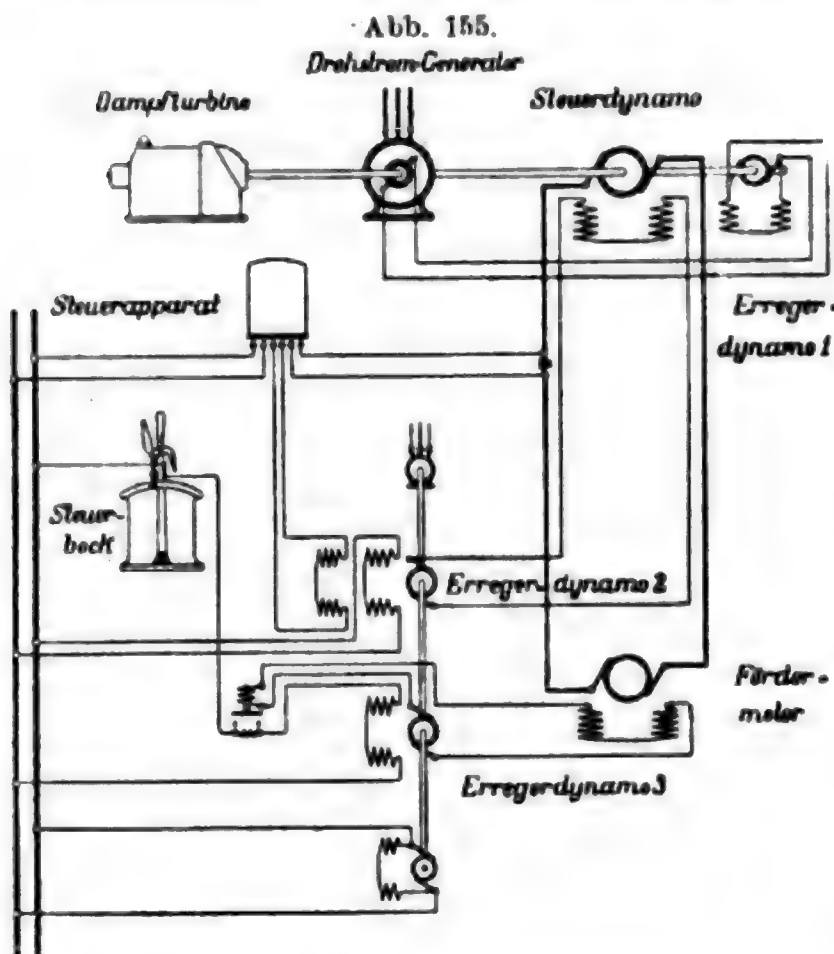 Abb. 155.
Drehstrom-Generator
Dampfturbine
Steuerdynamo
Steuerapparat
Erreger-
dynamo 1
Steuer-
bock
Erreger-dynamo 2
Förder-
motor
Erregerdynamo 3